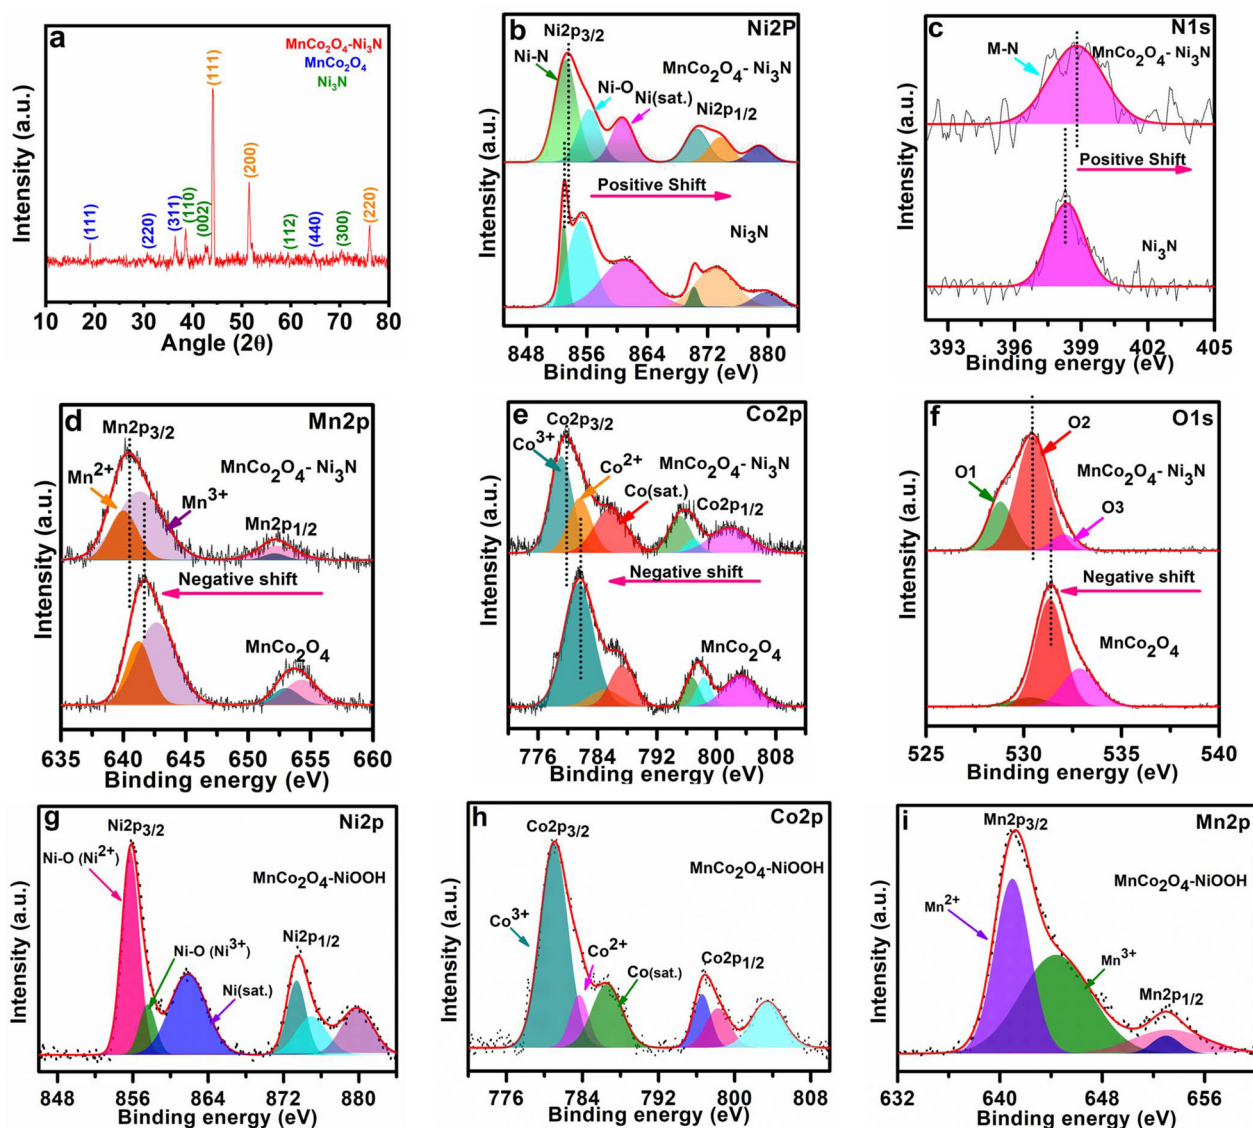 a
MnCo₂O₄-Ni₃N
MnCo₂O₄
Ni₃N
(111)
(220)
(311)
(110)
(002)
(111)
(200)
(112)
(440)
(300)
(220)
Intensity (a.u.)
10 20 30 40 50 60 70 80
Angle (2θ)
b
Ni2p₃/₂
Ni2P
Ni-N
MnCo₂O₄- Ni₃N
Ni-O
Ni(sat.)
Ni2p₁/₂
Positive Shift
Ni₃N
Intensity (a.u.)
848 856 864 872 880
Binding Energy (eV)
c
N1s
M-N
MnCo₂O₄- Ni₃N
Positive Shift
Ni₃N
Intensity (a.u.)
393 396 399 402 405
Binding Energy (eV)
d
Mn2p
Mn2p₃/₂
Mn²⁺
MnCo₂O₄- Ni₃N
Mn³⁺
Mn2p₁/₂
Negative shift
MnCo₂O₄
Intensity (a.u.)
635 640 645 650 655 660
Binding energy (eV)
e
Co2p₃/₂
Co2p
Co³⁺
MnCo₂O₄- Ni₃N
Co²⁺
Co(sat.)
Co2p₁/₂
Negative shift
MnCo₂O₄
Intensity (a.u.)
776 784 792 800 808
Binding energy (eV)
f
O1s
O2
O1
MnCo₂O₄- Ni₃N
O3
Negative shift
MnCo₂O₄
Intensity (a.u.)
525 530 535 540
Binding energy (eV)
g
Ni2p₃/₂
Ni2p
Ni-O (Ni²⁺)
MnCo₂O₄-NiOOH
Ni-O (Ni³⁺)
Ni2p₁/₂
Ni(sat.)
Intensity (a.u.)
848 856 864 872 880
Binding energy (eV)
h
Co2p₃/₂
Co2p
MnCo₂O₄-NiOOH
Co³⁺
Co²⁺
Co(sat.)
Co2p₁/₂
Intensity (a.u.)
776 784 792 800 808
Binding energy (eV)
i
Mn2p₃/₂
Mn2p
MnCo₂O₄-NiOOH
Mn²⁺
Mn³⁺
Mn2p₁/₂
Intensity (a.u.)
632 640 648 656
Binding energy (eV)